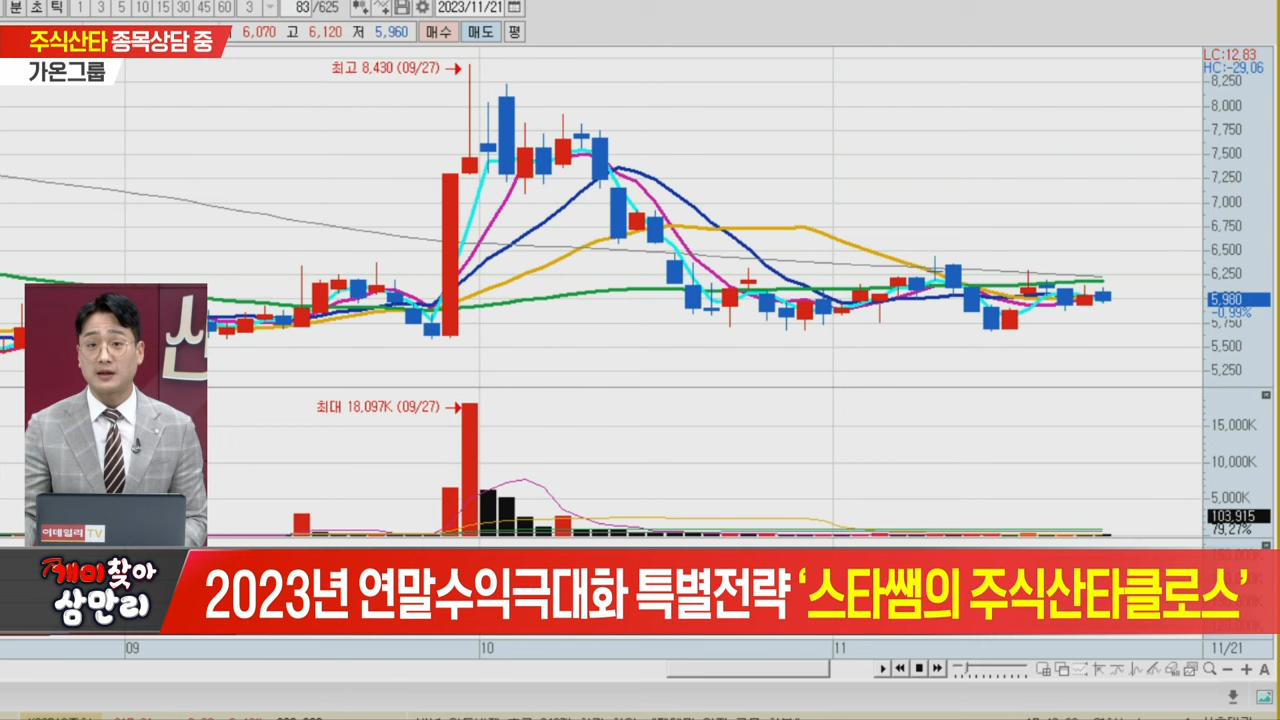 분 초 틱 1 3 5 10 15 30 45 60 3 83 /625 2023/11/21
6,070 고 6,120 저 5,960 매수 매도 평
주식산타 종목상담 중
가온그룹
최고 8,430 (09/27)
LC:12.83
HC:-29.06
8,250
8,000
7,750
7,500
7,250
7,000
6,750
6,500
6,250
5,980
-0.99%
5,750
5,500
5,250
최대 18,097K (09/27)
15,000K
10,000K
5,000K
103,915
79.27%
이데일리 TV
개미찾아
삼만리
2023년 연말수익극대화 특별전략 ‘스타쌤의 주식산타클로스’
09 10 11 11/21